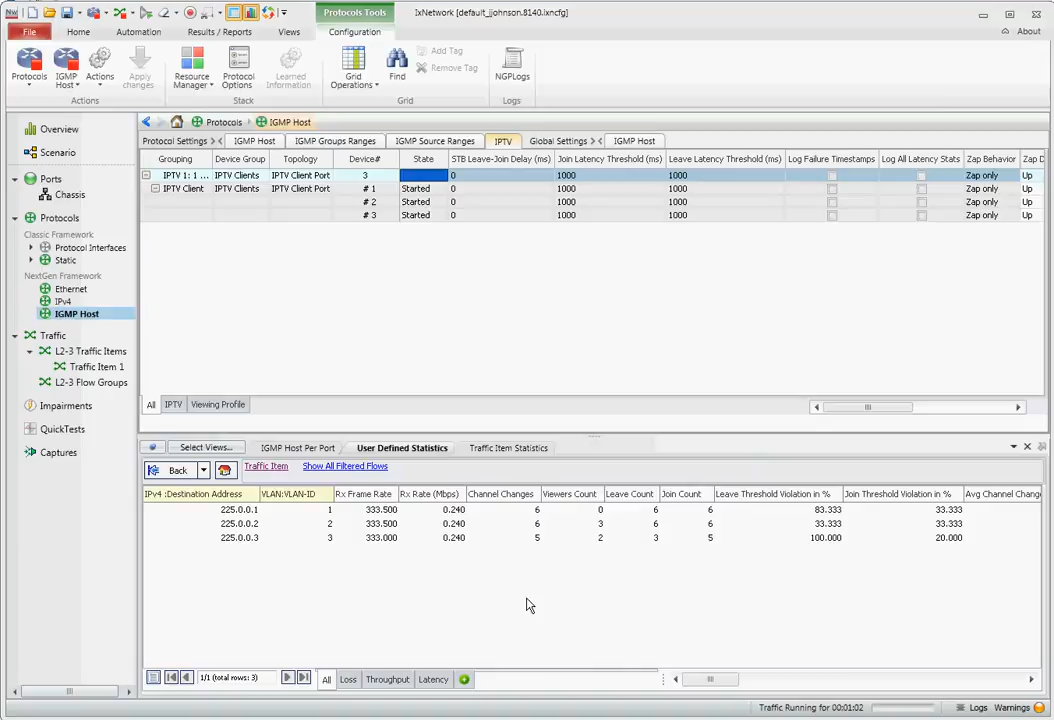 Protocols Tools
IxNetwork [default_jjohnson.8140.ixncfg]
File
Home
Automation
Results / Reports
Views
Configuration
About
Protocols
IGMP Host
Actions
Apply changes
Resource Manager
Protocol Options
Learned Information
Grid Operations
Find
Add Tag
Remove Tag
NGPLogs
Actions
Stack
Grid
Logs
Overview
Scenario
Ports
Chassis
Protocols
Classic Framework
Protocol Interfaces
Static
NextGen Framework
Ethernet
IPv4
IGMP Host
Traffic
L2-3 Traffic Items
Traffic Item 1
L2-3 Flow Groups
Impairments
QuickTests
Captures
Protocols IGMP Host
Protocol Settings IGMP Host IGMP Groups Ranges IGMP Source Ranges IPTV Global Settings IGMP Host
Grouping Device Group Topology Device# State STB Leave-Join Delay (ms) Join Latency Threshold (ms) Leave Latency Threshold (ms) Log Failure Timestamps Log All Latency Stats Zap Behavior Zap D
IPTV 1: 1 ... IPTV Clients IPTV Client Port 3 0 1000 1000 Zap only Up
IPTV Client IPTV Clients IPTV Client Port # 1 Started 0 1000 1000 Zap only Up
# 2 Started 0 1000 1000 Zap only Up
# 3 Started 0 1000 1000 Zap only Up
All IPTV Viewing Profile
Select Views... IGMP Host Per Port User Defined Statistics Traffic Item Statistics
Back Traffic Item Show All Filtered Flows
IPv4 :Destination Address VLAN:VLAN-ID Rx Frame Rate Rx Rate (Mbps) Channel Changes Viewers Count Leave Count Join Count Leave Threshold Violation in % Join Threshold Violation in % Avg Channel Chang
225.0.0.1 1 333.500 0.240 6 0 6 6 83.333 33.333
225.0.0.2 2 333.500 0.240 6 3 6 6 33.333 33.333
225.0.0.3 3 333.000 0.240 5 2 3 5 100.000 20.000
1/1 (total rows: 3) All Loss Throughput Latency
Traffic Running for 00:01:02 Logs Warnings